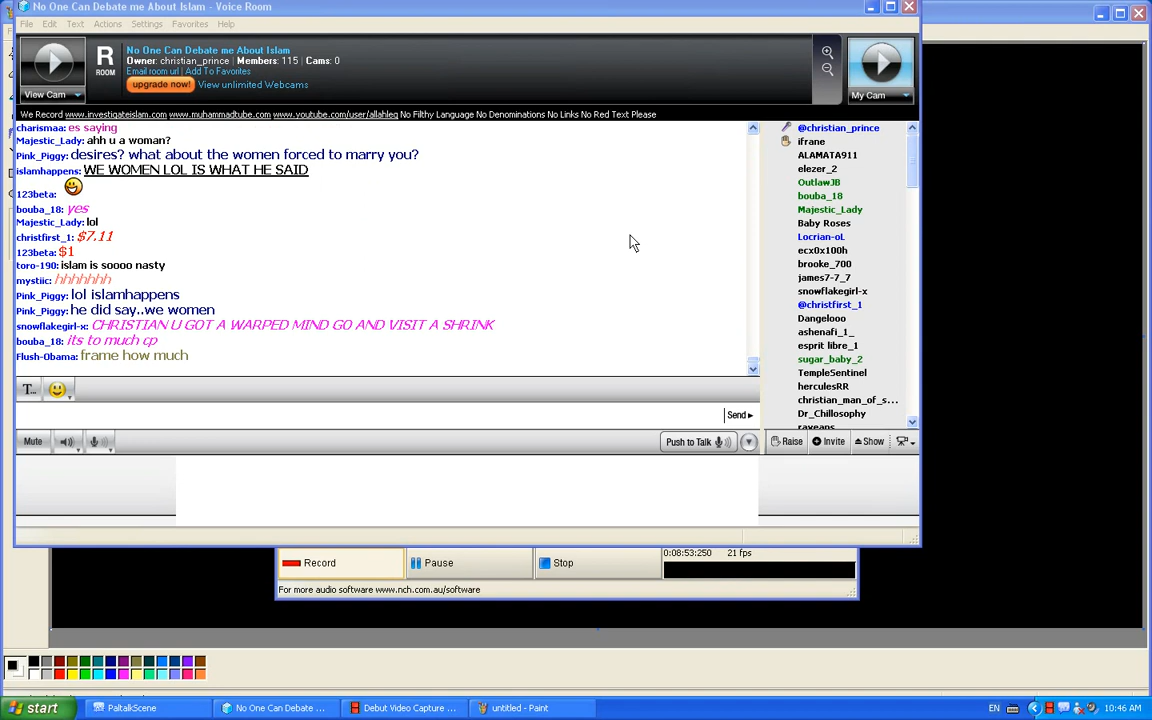 No One Can Debate me About Islam - Voice Room
File Edit Text Actions Settings Favorites Help
View Cam
R
ROOM
No One Can Debate me About Islam
Owner: christian_prince | Members: 115 | Cams: 0
Email room url | Add To Favorites
upgrade now! View unlimited Webcams
My Cam
We Record www.investigateislam.com www.muhammadtube.com www.youtube.com/user/allahleg No Filthy Language No Denominations No Links No Red Text Please
charismaa: es saying
Majestic_Lady: ahh u a woman?
Pink_Piggy: desires? what about the women forced to marry you?
islamhappens: WE WOMEN LOL IS WHAT HE SAID
123beta:
bouba_18: yes
Majestic_Lady: lol
christfirst_1: $7.11
123beta: $1
toro-190: islam is soooo nasty
mystiic: hhhhhhh
Pink_Piggy: lol islamhappens
Pink_Piggy: he did say..we women
snowflakegirl-x: CHRISTIAN U GOT A WARPED MIND GO AND VISIT A SHRINK
bouba_18: its to much cp
Flush-Obama: frame how much
@christian_prince
ifrane
ALAMATA911
elezer_2
OutlawJB
bouba_18
Majestic_Lady
Baby Roses
Locrian-oL
ecx0x100h
brooke_700
james7-7_7
snowflakegirl-x
@christfirst_1
Dangelooo
ashenafi_1_
esprit libre_1
sugar_baby_2
TempleSentinel
herculesRR
christian_man_of_s...
Dr_Chillosophy
raveaps
T...
Send
Mute
Push to Talk
Raise Invite Show
Record Pause Stop
0:08:53:250 21 fps
For more audio software www.nch.com.au/software
start PaltalkScene No One Can Debate ... Debut Video Capture ... untitled - Paint EN 10:46 AM